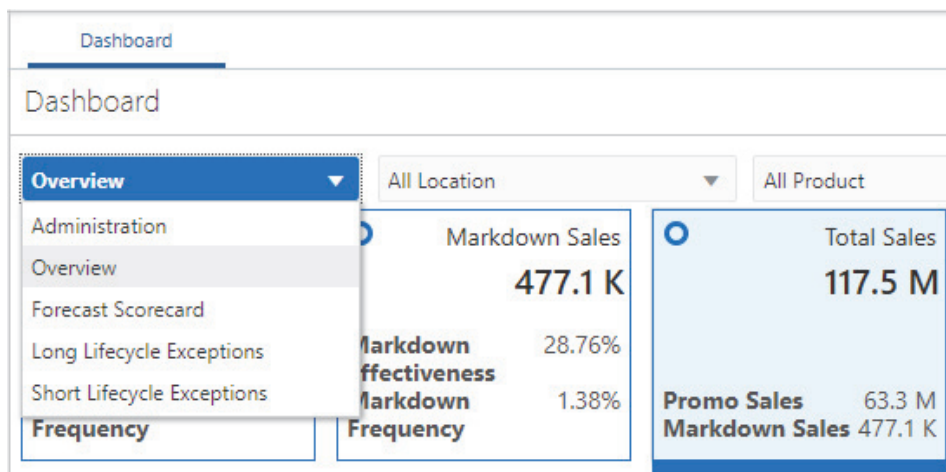 Dashboard
Dashboard
Overview
All Location
All Product
Administration
Overview
Forecast Scorecard
Long Lifecycle Exceptions
Short Lifecycle Exceptions
Frequency
Markdown Sales
477.1 K
Markdown 28.76%
Effectiveness
Markdown 1.38%
Frequency
Total Sales
117.5 M
Promo Sales 63.3 M
Markdown Sales 477.1 K